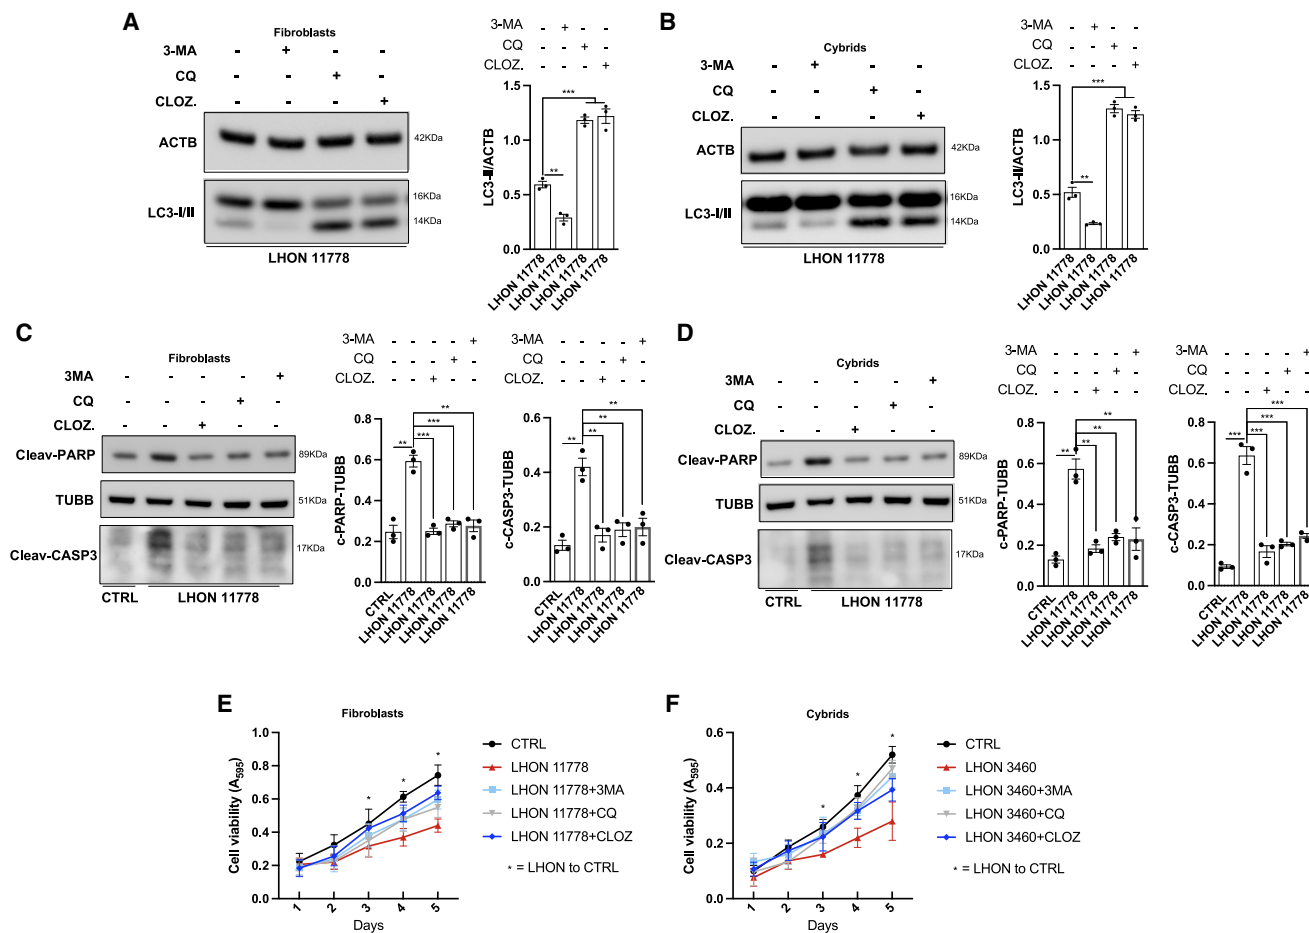 A
Fibroblasts
3-MA - + - -
CQ - - + -
CLOZ. - - - +
ACTB 42KDa
LC3-I/II 16KDa
14KDa
LHON 11778
3-MA - + - -
CQ - - + -
CLOZ. - - - +
LC3-II/ACTB
1.5
1.0
0.5
0.0
***
**
LHON 11778
LHON 11778
LHON 11778
LHON 11778
B
Cybrids
3-MA - + - -
CQ - - + -
CLOZ. - - - +
ACTB 42KDa
LC3-I/II 16KDa
14KDa
LHON 11778
3-MA - + - -
CQ - - + -
CLOZ. - - - +
LC3-II/ACTB
1.5
1.0
0.5
0.0
***
**
LHON 11778
LHON 11778
LHON 11778
LHON 11778
C
Fibroblasts
3MA - - - - +
CQ - - - + -
CLOZ. - - + - -
Cleav-PARP 89KDa
TUBB 51KDa
Cleav-CASP3 17KDa
CTRL LHON 11778
3-MA - - - - +
CQ - - - + -
CLOZ. - - + - -
c-PARP-TUBB
0.8
0.6
0.4
0.2
0.0
**
***
**
***
CTRL
LHON 11778
LHON 11778
LHON 11778
LHON 11778
3-MA - - - - +
CQ - - - + -
CLOZ. - - + - -
c-CASP3-TUBB
0.6
0.4
0.2
0.0
**
**
**
**
CTRL
LHON 11778
LHON 11778
LHON 11778
LHON 11778
D
Cybrids
3MA - - - - +
CQ - - - + -
CLOZ. - - + - -
Cleav-PARP 89KDa
TUBB 51KDa
Cleav-CASP3 17KDa
CTRL LHON 11778
3-MA - - - - +
CQ - - - + -
CLOZ. - - + - -
c-PARP-TUBB
0.8
0.6
0.4
0.2
0.0
**
**
**
**
CTRL
LHON 11778
LHON 11778
LHON 11778
LHON 11778
3-MA - - - - +
CQ - - - + -
CLOZ. - - + - -
c-CASP3-TUBB
0.8
0.6
0.4
0.2
0.0
***
***
***
***
CTRL
LHON 11778
LHON 11778
LHON 11778
LHON 11778
E
Fibroblasts
Cell viability (A595)
1.0
0.8
0.6
0.4
0.2
0.0
* * *
1 2 3 4 5
Days
CTRL
LHON 11778
LHON 11778+3MA
LHON 11778+CQ
LHON 11778+CLOZ
* = LHON to CTRL
F
Cybrids
Cell viability (A595)
0.6
0.4
0.2
0.0
* * *
1 2 3 4 5
Days
CTRL
LHON 3460
LHON 3460+3MA
LHON 3460+CQ
LHON 3460+CLOZ
* = LHON to CTRL